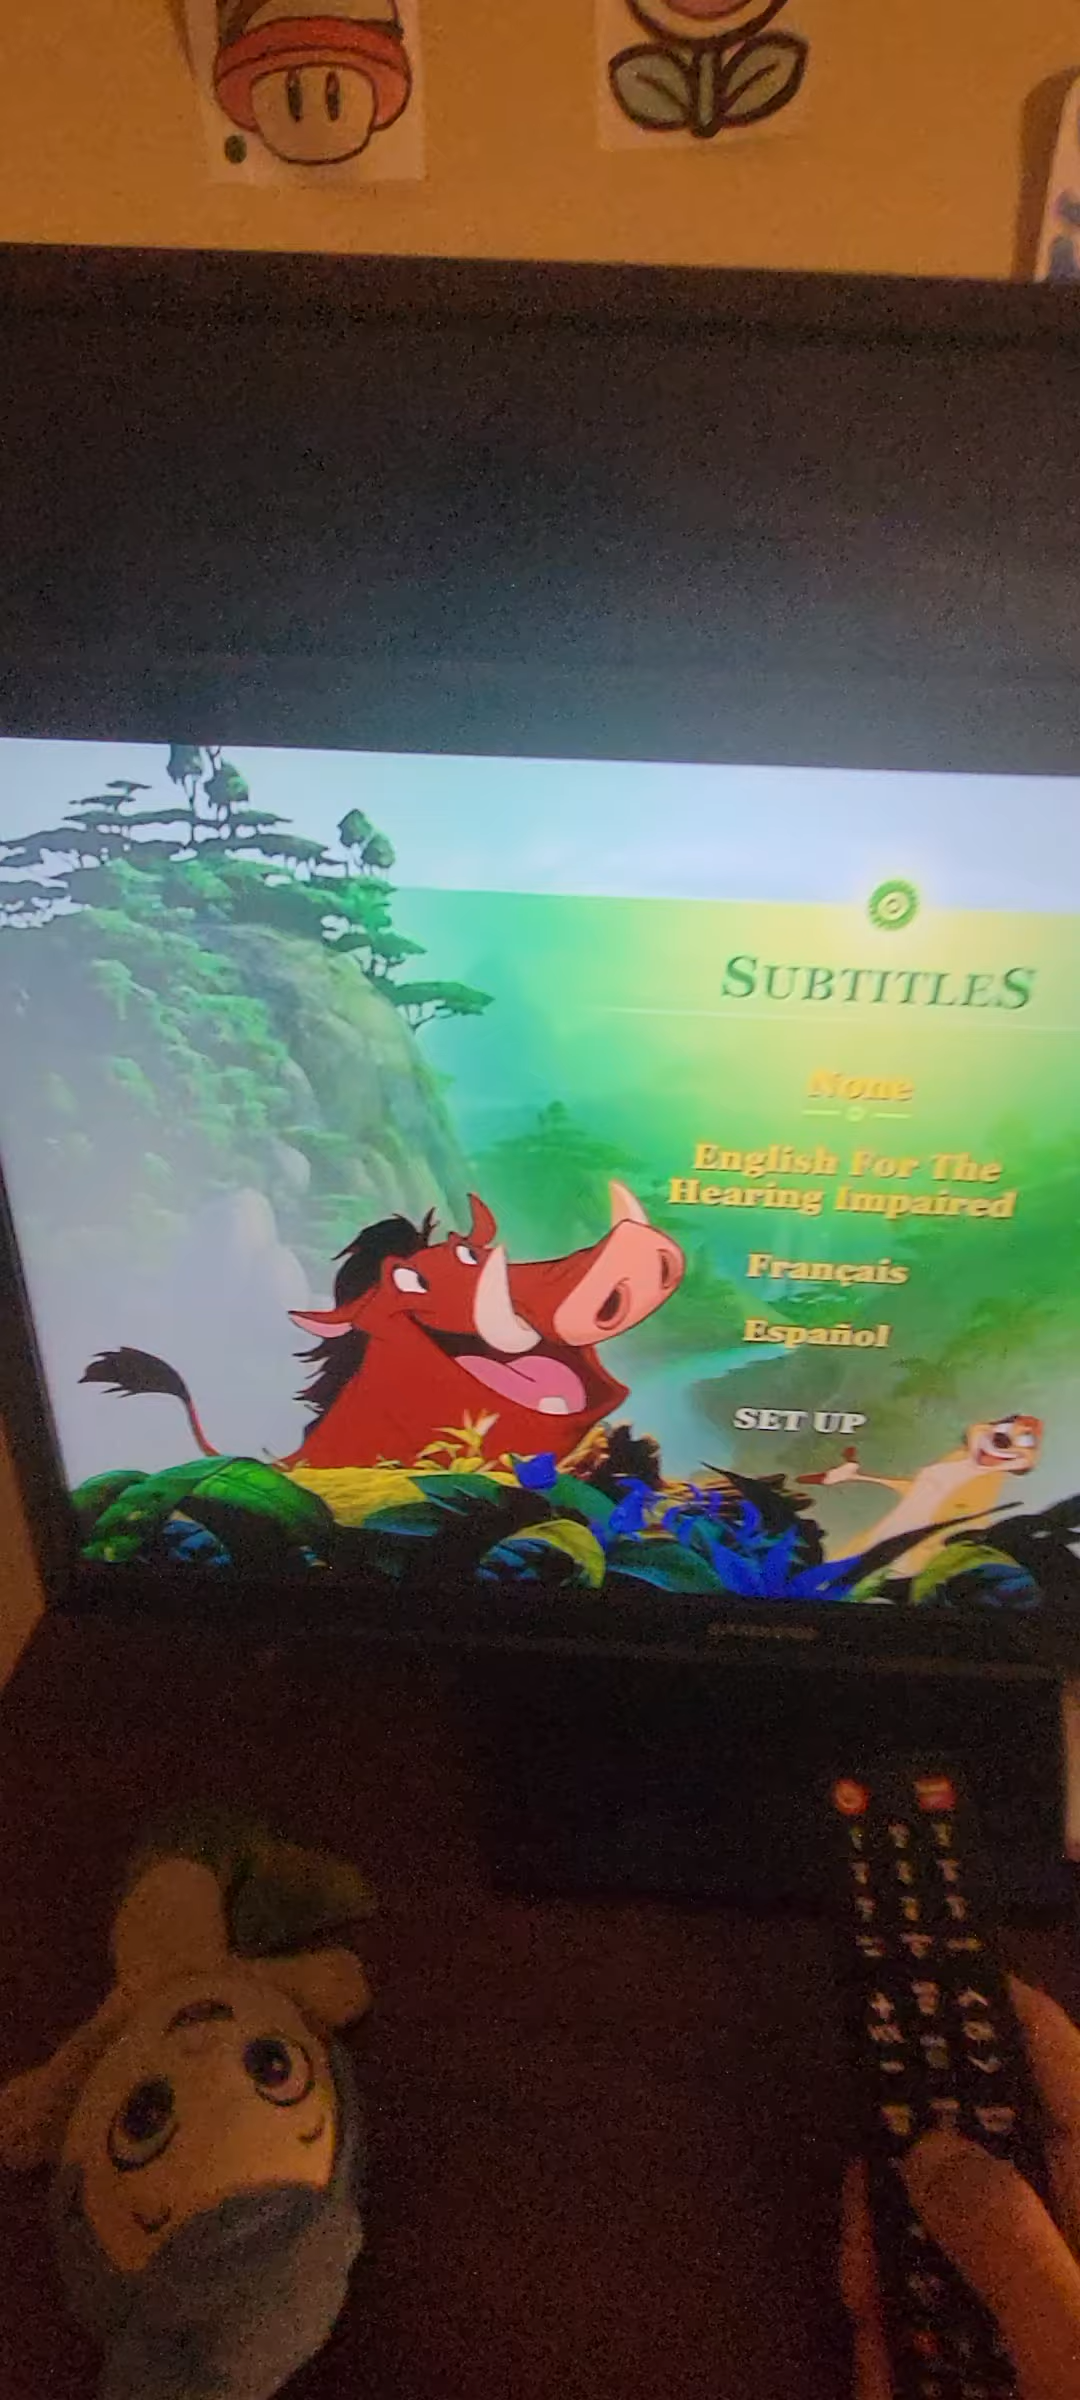 SUBTITLES
None
English For The
Hearing Impaired
Français
Español
SET UP